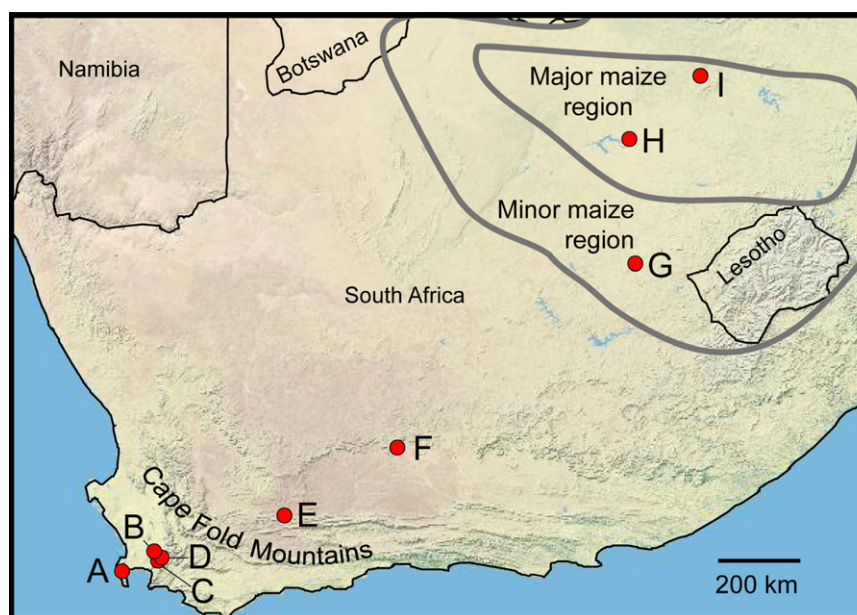 Namibia
Botswana
Major maize
region
I
H
Minor maize
region
G
Lesotho
South Africa
F
Cape Fold Mountains
E
B
D
A
C
200 km